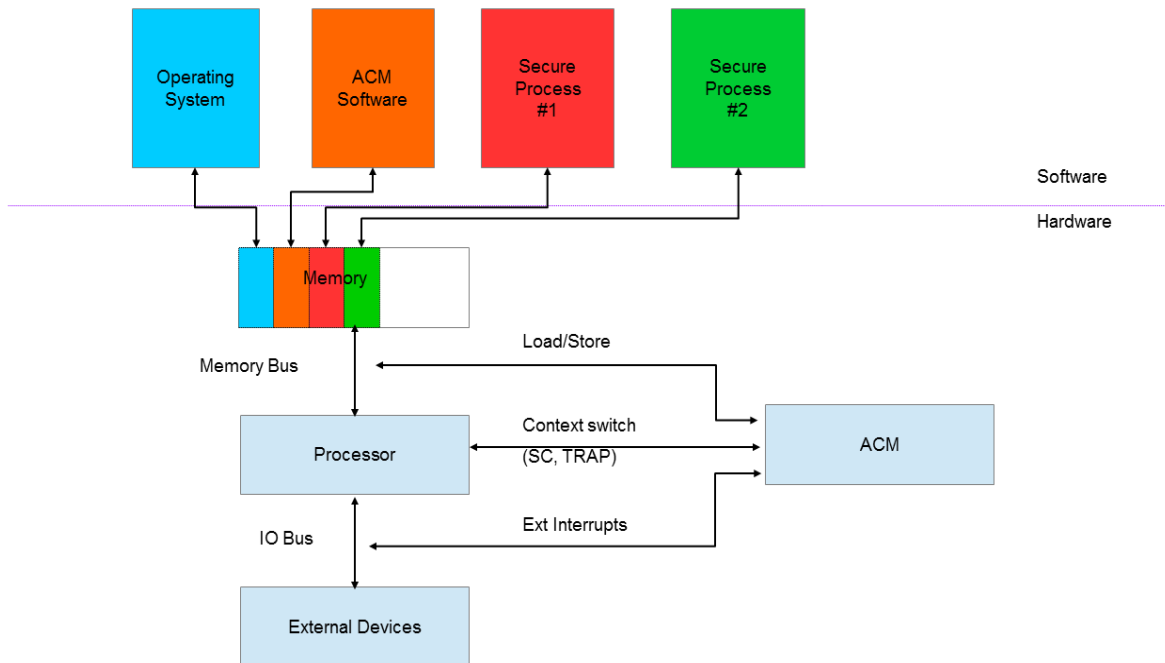 Operating
System
ACM
Software
Secure
Process
#1
Secure
Process
#2
Software
Hardware
Memory
Load/Store
Memory Bus
Context switch
(SC, TRAP)
Processor
ACM
Ext Interrupts
IO Bus
External Devices